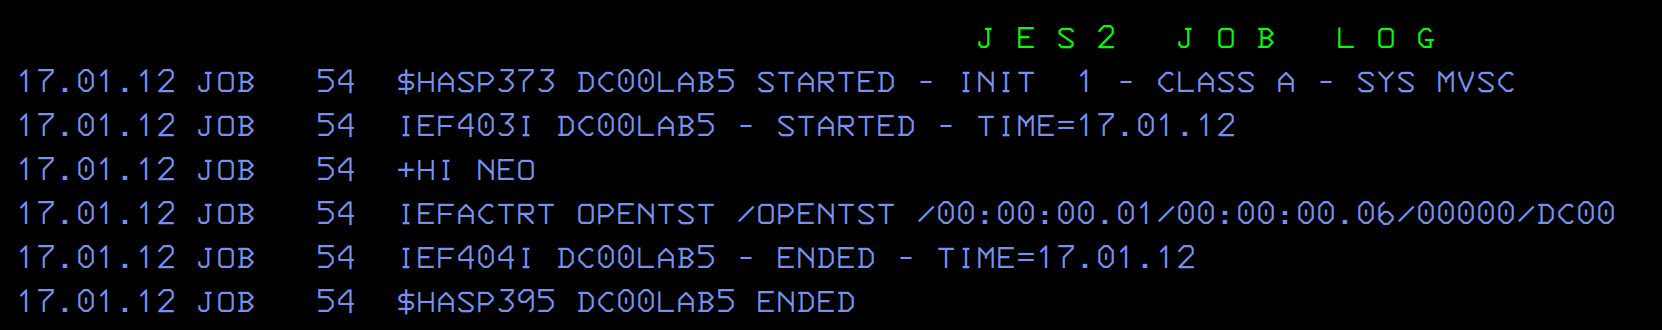 J E S 2   J O B   L O G
17.01.12 JOB   54  $HASP373 DC00LAB5 STARTED - INIT  1 - CLASS A - SYS MVSC
17.01.12 JOB   54  IEF403I DC00LAB5 - STARTED - TIME=17.01.12
17.01.12 JOB   54  +HI NEO
17.01.12 JOB   54  IEFACTRT OPENTST /OPENTST /00:00:00.01/00:00:00.06/00000/DC00
17.01.12 JOB   54  IEF404I DC00LAB5 - ENDED - TIME=17.01.12
17.01.12 JOB   54  $HASP395 DC00LAB5 ENDED